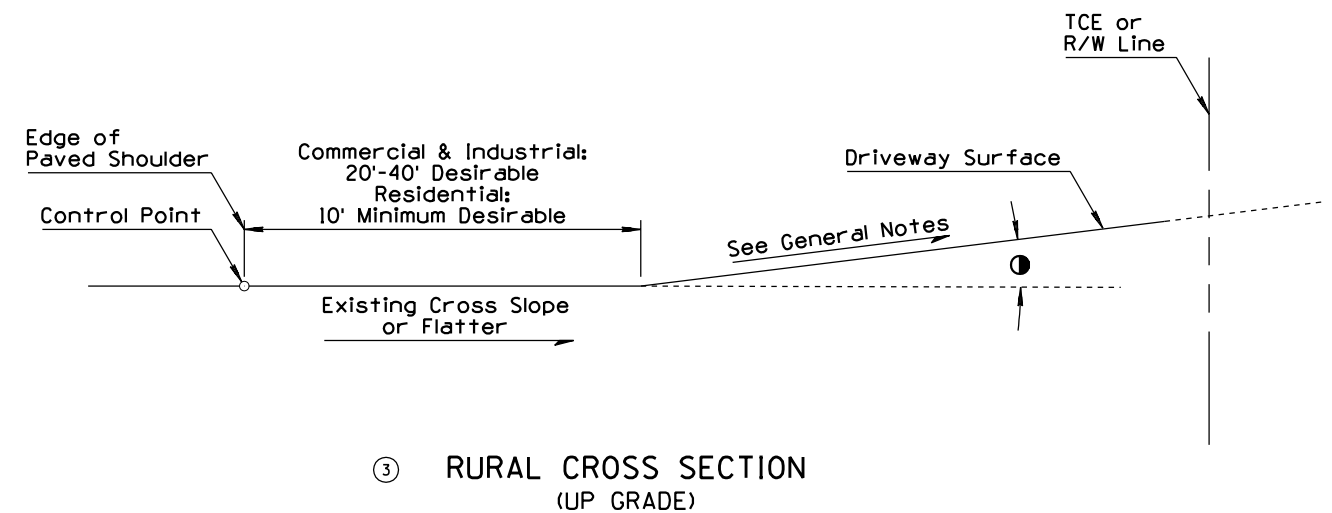 TCE or
R/W Line
Edge of
Paved Shoulder
Commercial & Industrial:
20'-40' Desirable
Residential:
10' Minimum Desirable
Driveway Surface
Control Point
See General Notes
Existing Cross Slope
or Flatter
3 RURAL CROSS SECTION
(UP GRADE)